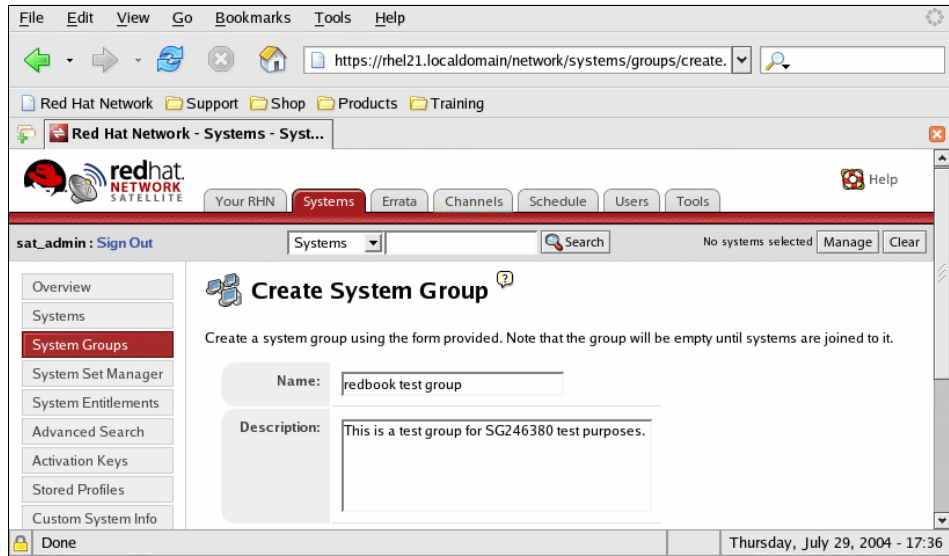 File Edit View Go Bookmarks Tools Help
https://rhel21.localdomain/network/systems/groups/create.
Red Hat Network Support Shop Products Training
Red Hat Network - Systems - Syst...
redhat.
NETWORK
SATELLITE
Help
Your RHN Systems Errata Channels Schedule Users Tools
sat_admin : Sign Out Systems Search No systems selected Manage Clear
Overview
Systems
System Groups
System Set Manager
System Entitlements
Advanced Search
Activation Keys
Stored Profiles
Custom System Info
Create System Group ?
Create a system group using the form provided. Note that the group will be empty until systems are joined to it.
Name: redbook test group
Description: This is a test group for SG246380 test purposes.
Done Thursday, July 29, 2004 - 17:36